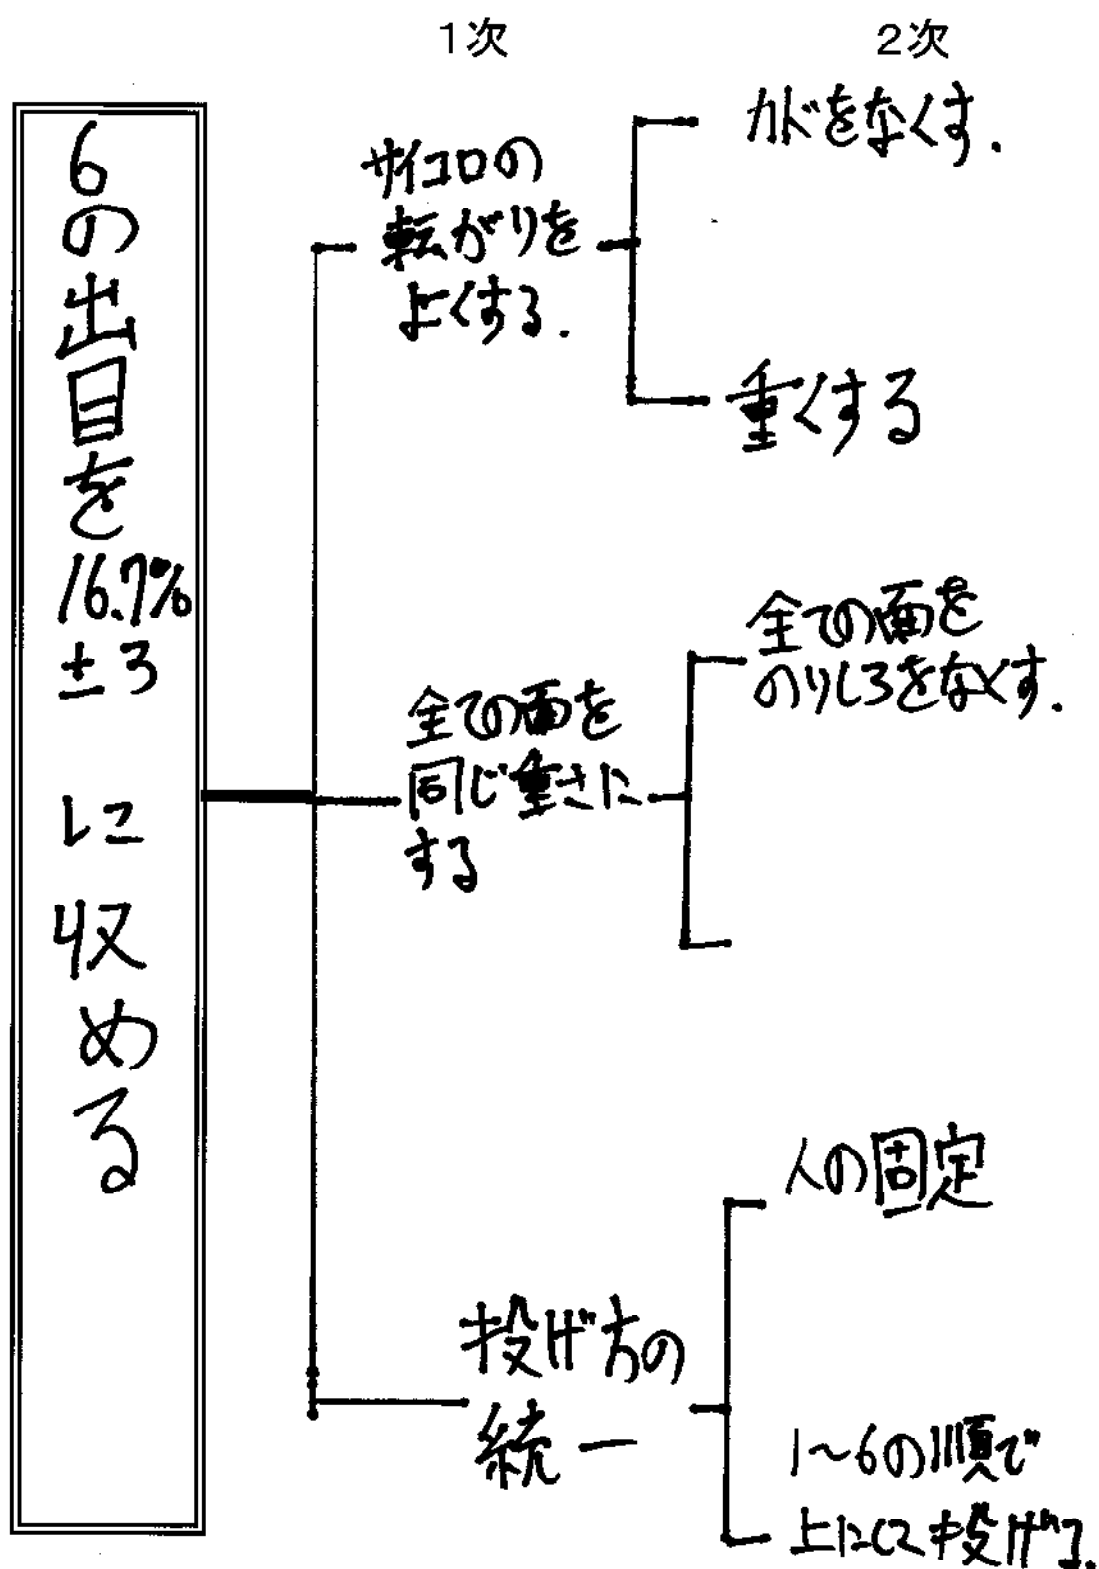 1次
2次
6の出目を
16.7%
±3
に収める
サイコロの
転がりを
よくする.
カドをなくす.
重くする
全ての面を
同じ重さに
する
全ての面を
のりしろをなくす.
投げ方の
統一
人の固定
1〜6の順で
上にして投げる.